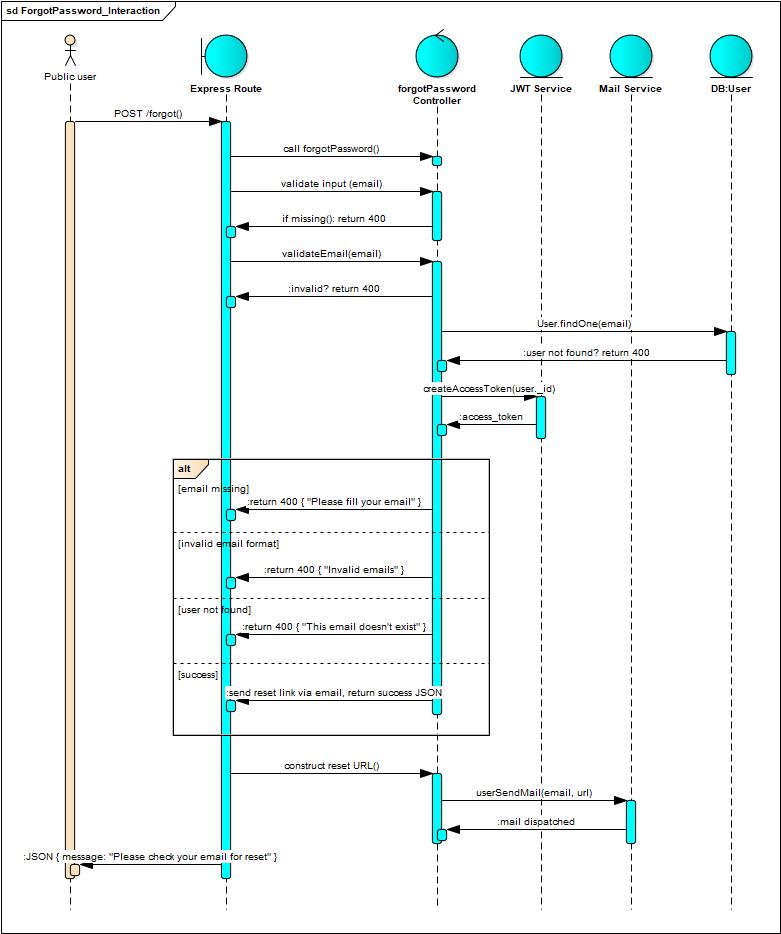 sd ForgotPassword_Interaction
Public user
Express Route
forgotPassword
Controller
JWT Service
Mail Service
DB:User
POST /forgot()
call forgotPassword()
validate input (email)
if missing(): return 400
validateEmail(email)
:invalid? return 400
User.findOne(email)
:user not found? return 400
createAccessToken(user._id)
:access_token
alt
[email missing]
:return 400 { "Please fill your email" }
[invalid email format]
:return 400 { "Invalid emails" }
[user not found]
:return 400 { "This email doesn't exist" }
[success]
:send reset link via email, return success JSON
construct reset URL()
userSendMail(email, url)
:mail dispatched
:JSON { message: "Please check your email for reset" }